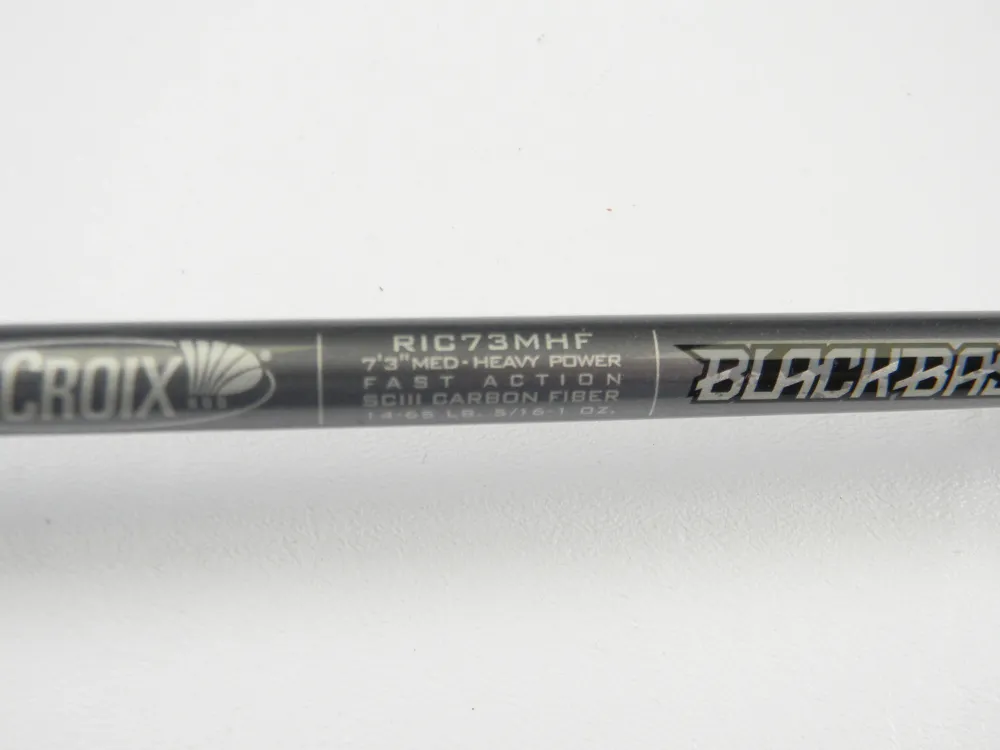 CROIX
RIC73MHF
7'3" MED·HEAVY POWER
FAST ACTION
SCIII CARBON FIBER
14-65 LB. 5/16-1 OZ.
BLACKBAS